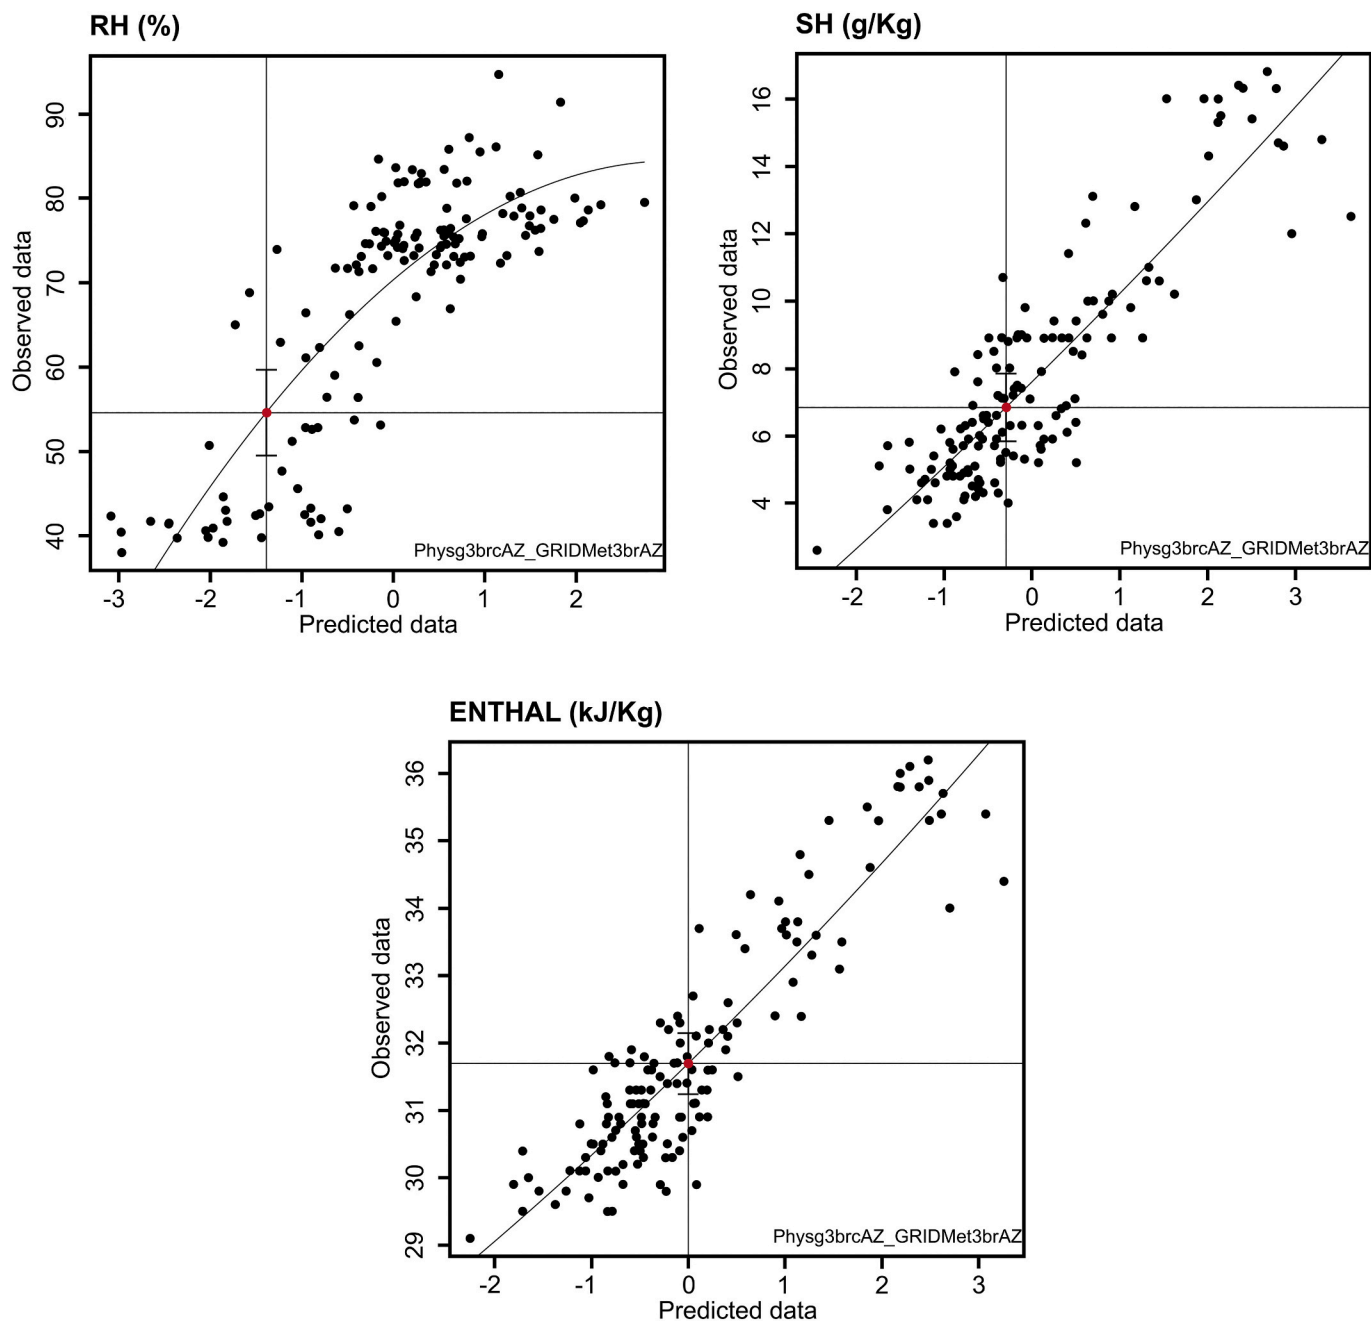 RH (%)
90
80
70
60
50
40
Observed data
Physg3brcAZ_GRIDMet3brAZ
-3 -2 -1 0 1 2
Predicted data
SH (g/Kg)
16
14
12
10
8
6
4
Observed data
Physg3brcAZ_GRIDMet3brAZ
-2 -1 0 1 2 3
Predicted data
ENTHAL (kJ/Kg)
36
35
34
33
32
31
30
29
Observed data
Physg3brcAZ_GRIDMet3brAZ
-2 -1 0 1 2 3
Predicted data